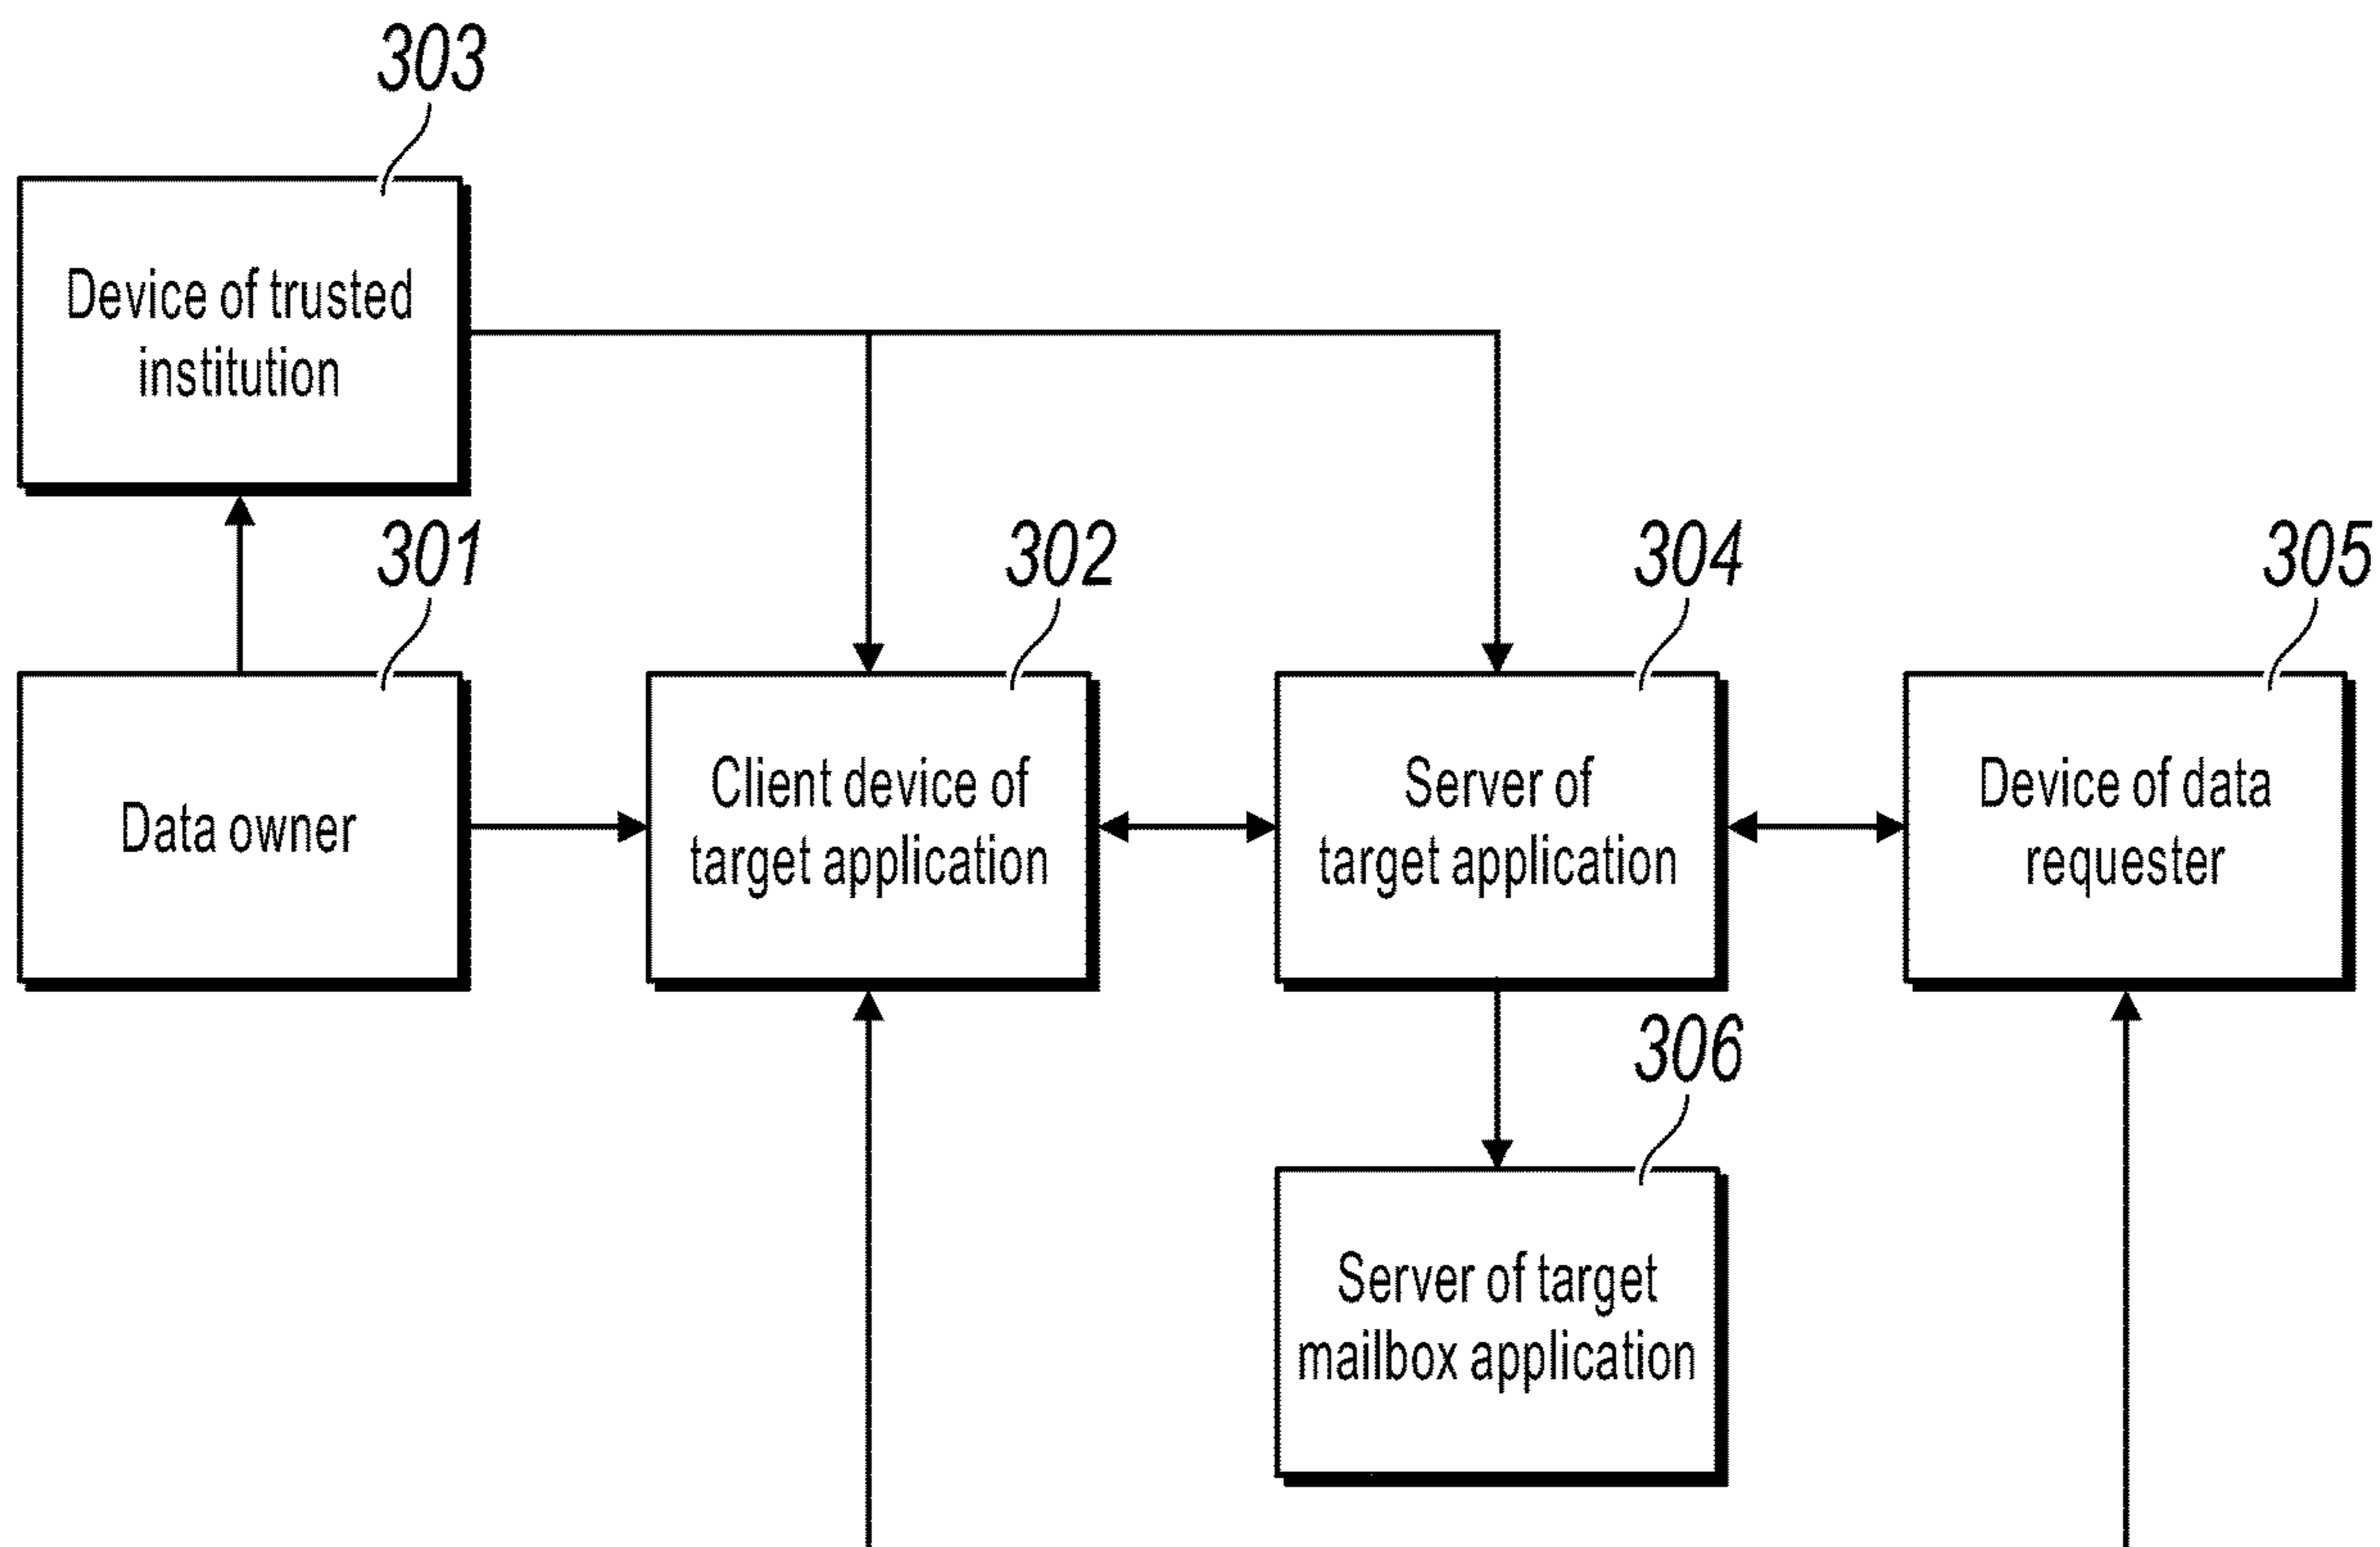 303
Device of trusted
institution
301
302
304
305
Data owner
Client device of
target application
Server of
target application
Device of data
requester
306
Server of target
mailbox application